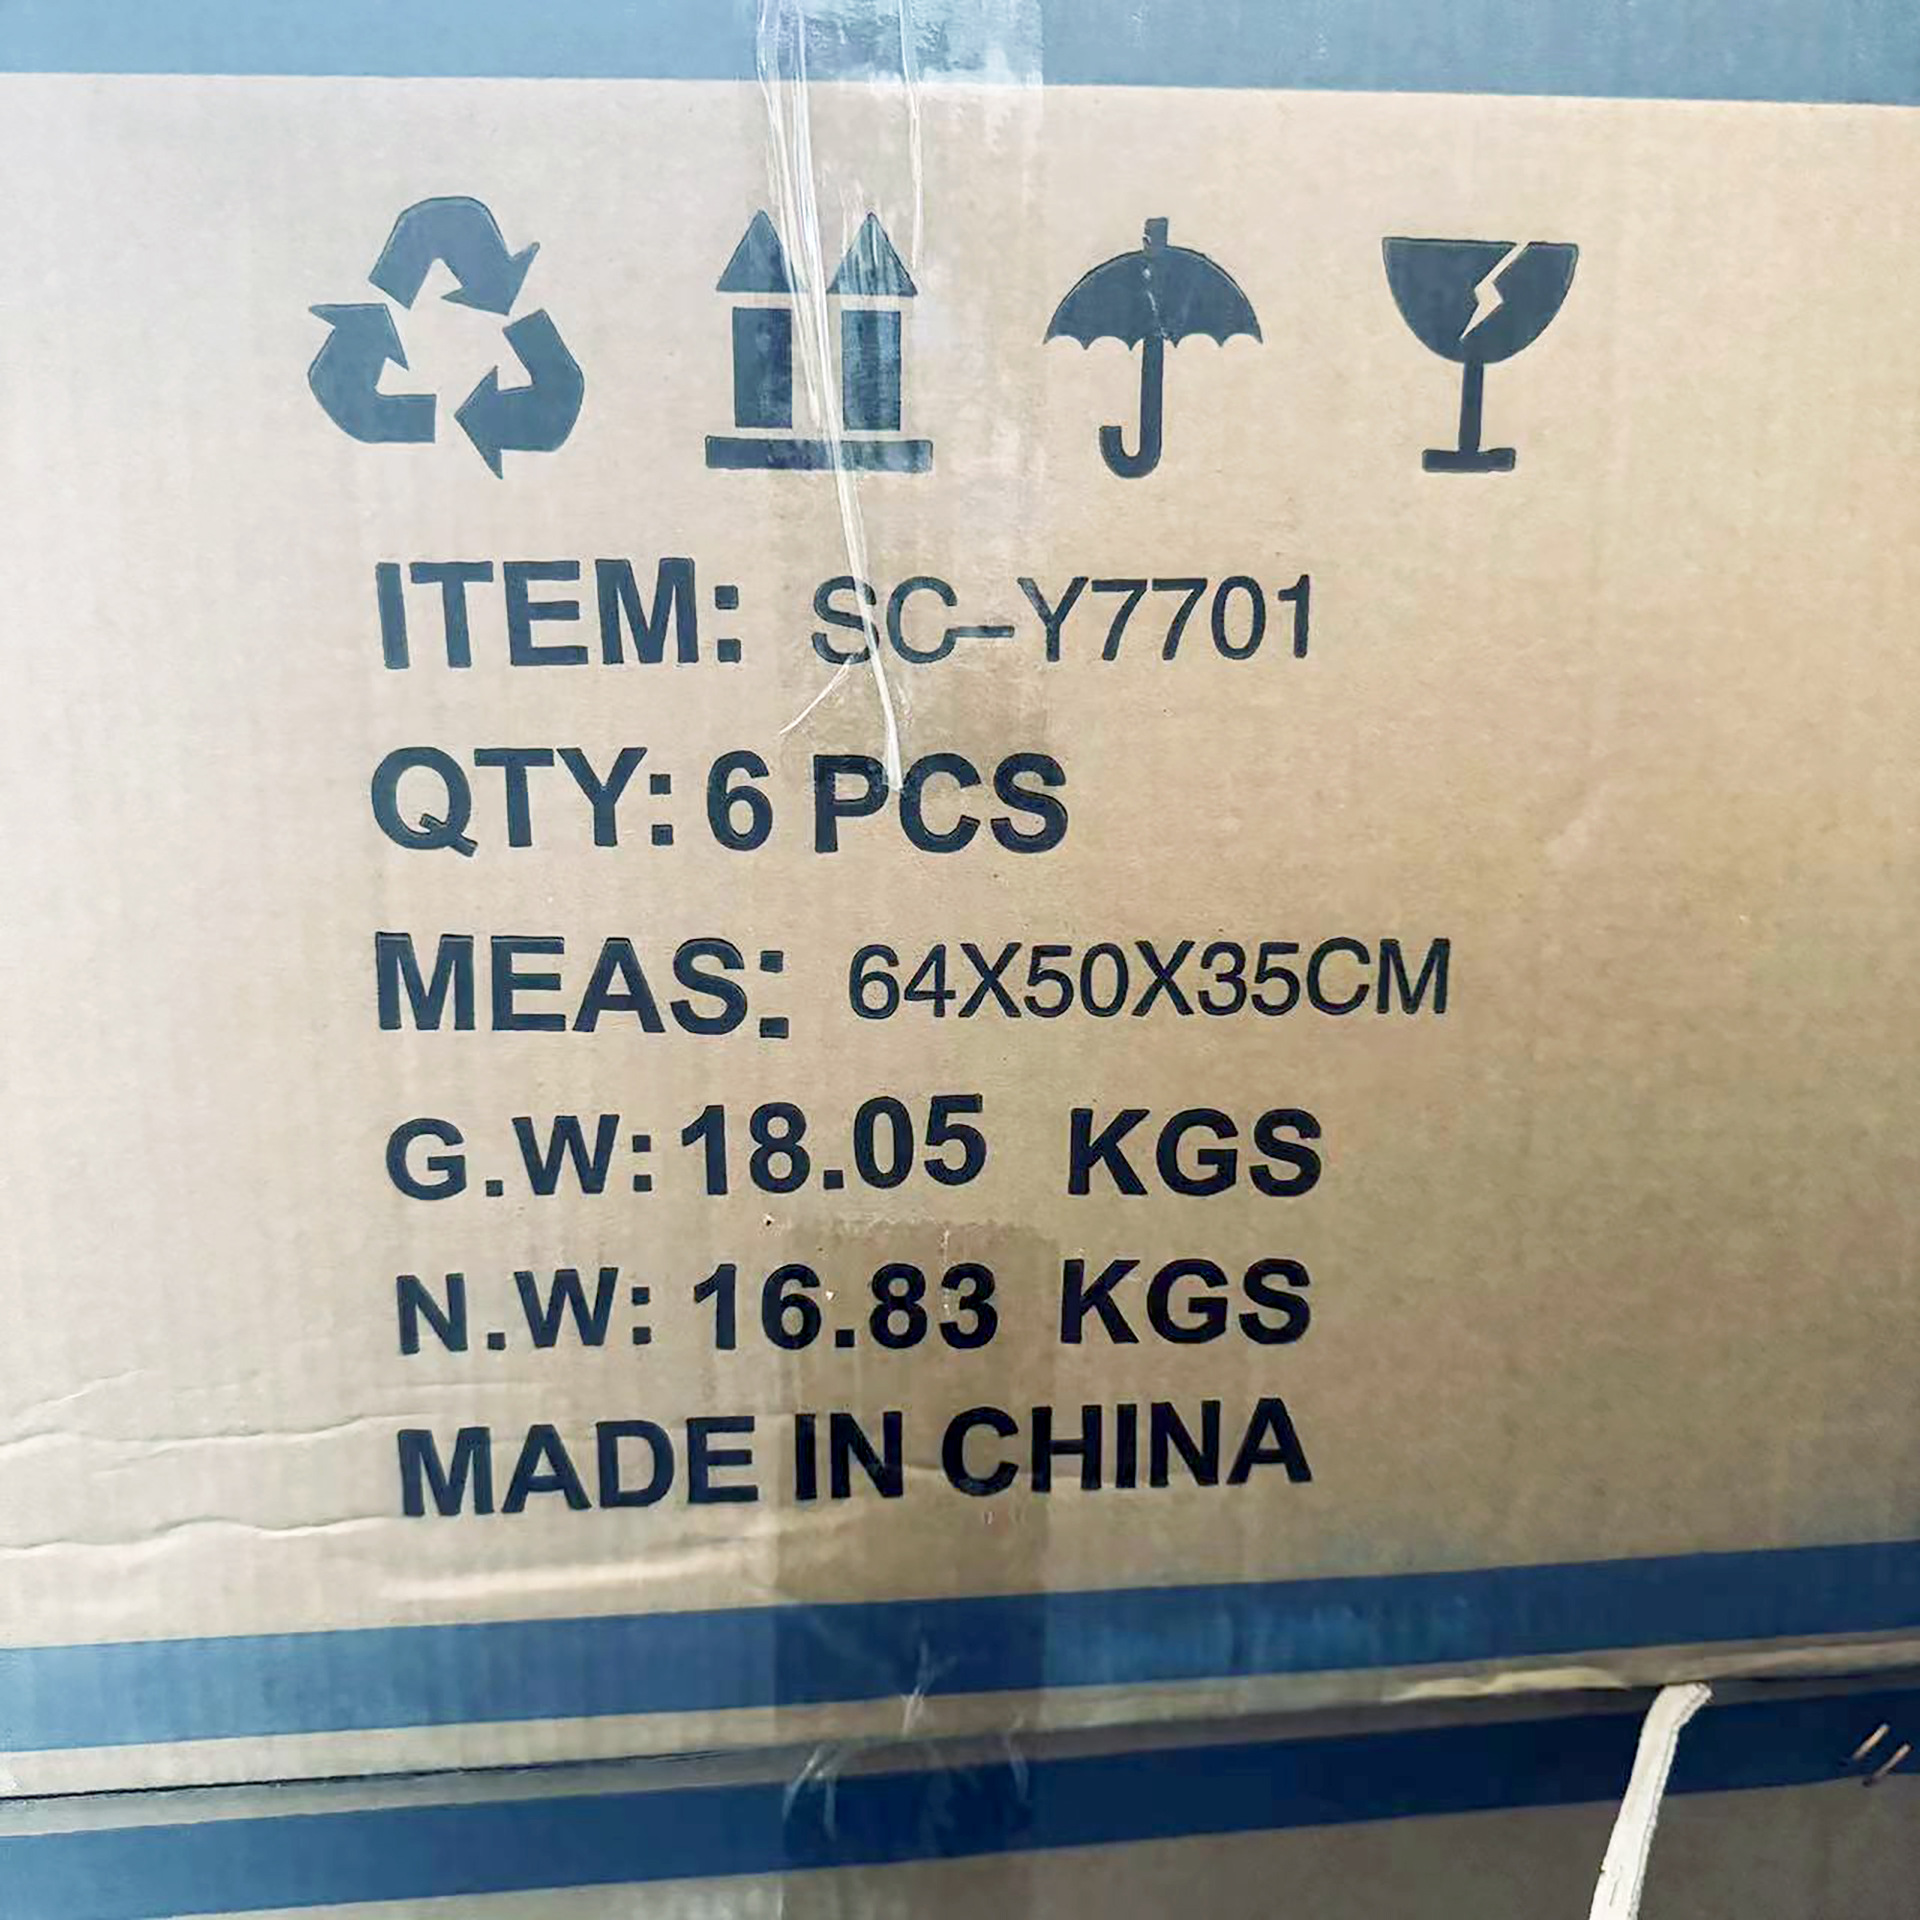 ITEM: SC-Y7701
QTY: 6 PCS
MEAS: 64X50X35CM
G.W: 18.05 KGS
N.W: 16.83 KGS
MADE IN CHINA